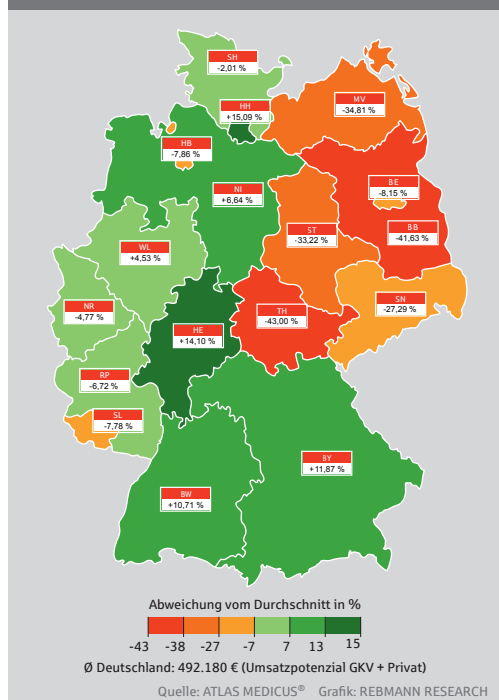 SH
-2,01 %
HH
+15,09 %
MV
-34,81 %
HB
-7,86 %
NI
+6,64 %
BE
-8,15 %
ST
-33,22 %
BB
-41,63 %
WL
+4,53 %
NR
-4,77 %
HE
+14,10 %
TH
-43,00 %
SN
-27,29 %
RP
-6,72 %
SL
-7,78 %
BW
+10,71 %
BY
+11,87 %
Abweichung vom Durchschnitt in %
-43 -38 -27 -7 7 13 15
Ø Deutschland: 492.180 € (Umsatzpotenzial GKV + Privat)
Quelle: ATLAS MEDICUS® Grafik: REBMANN RESEARCH